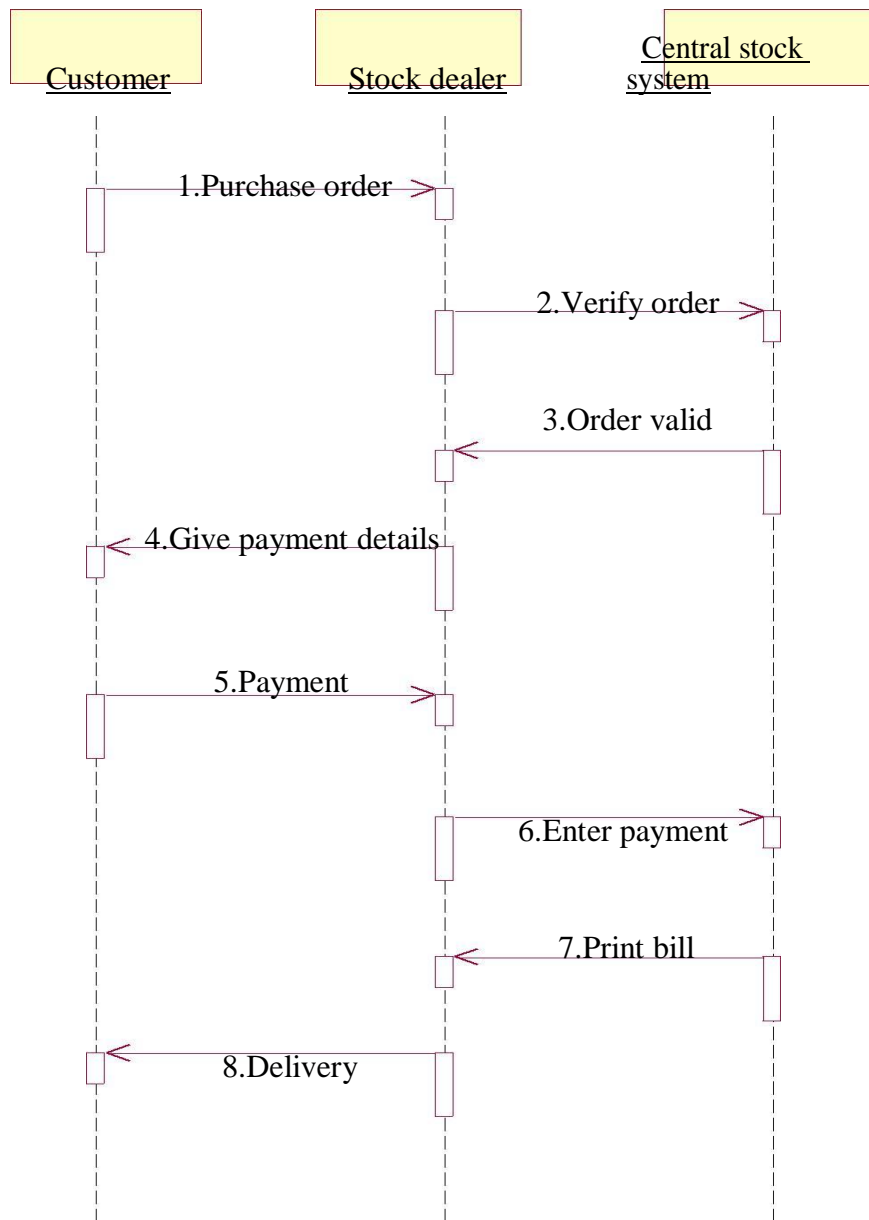 Customer
Stock dealer
Central stock
system
1.Purchase order
2.Verify order
3.Order valid
4.Give payment details
5.Payment
6.Enter payment
7.Print bill
8.Delivery